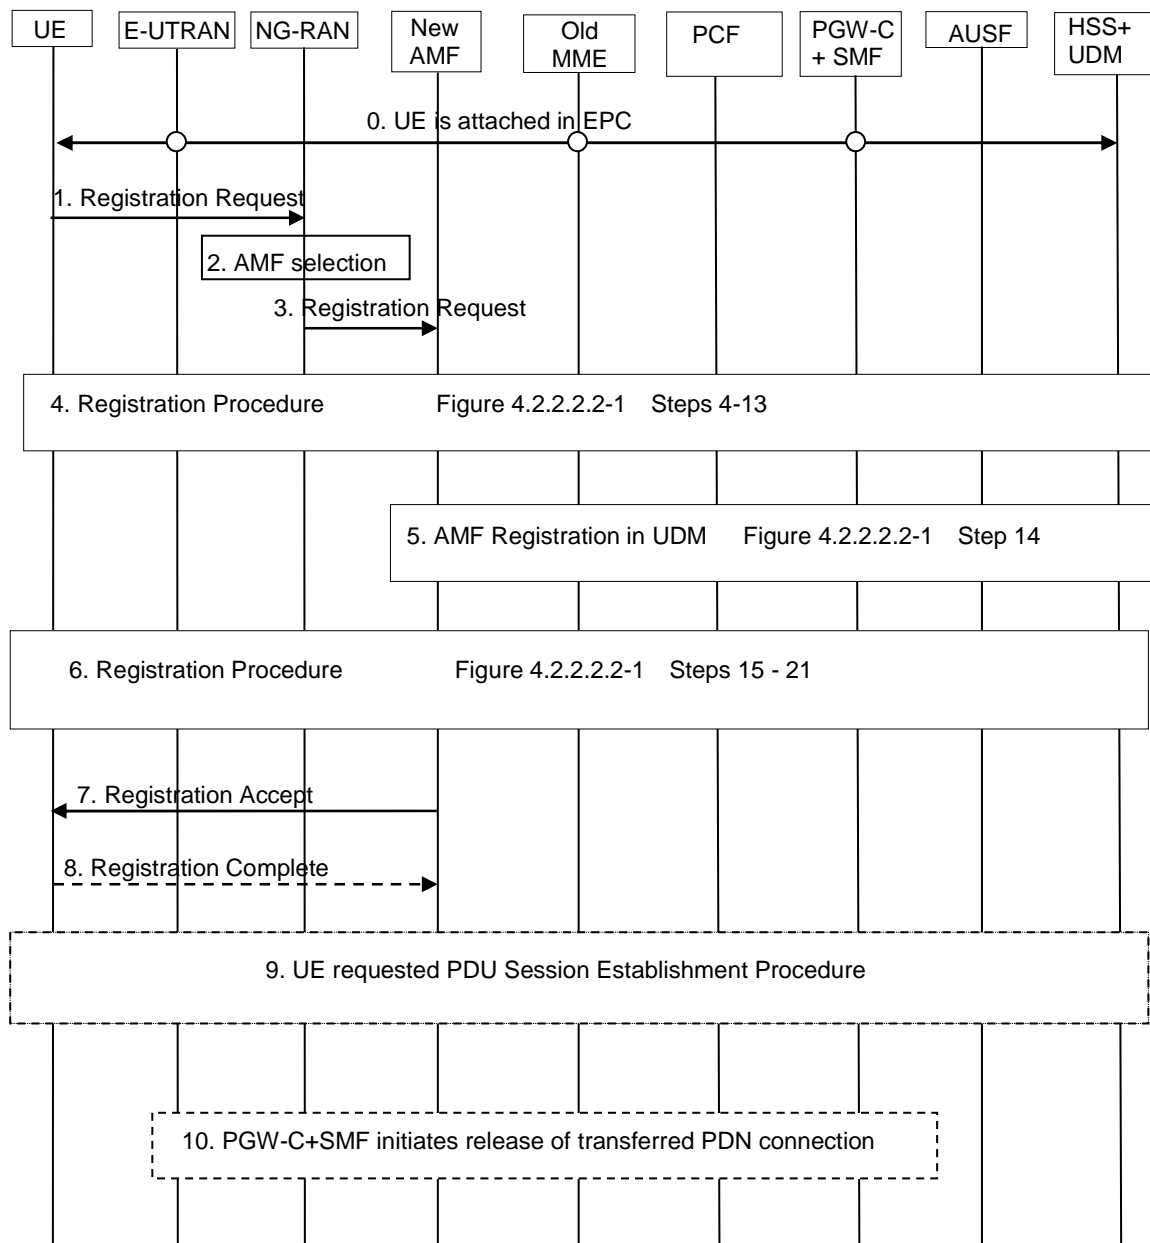 UE
E-UTRAN
NG-RAN
New
AMF
Old
MME
PCF
PGW-C
+ SMF
AUSF
HSS+
UDM
0. UE is attached in EPC
1. Registration Request
2. AMF selection
3. Registration Request
4. Registration Procedure Figure 4.2.2.2.2-1 Steps 4-13
5. AMF Registration in UDM Figure 4.2.2.2.2-1 Step 14
6. Registration Procedure Figure 4.2.2.2.2-1 Steps 15 - 21
7. Registration Accept
8. Registration Complete
9. UE requested PDU Session Establishment Procedure
10. PGW-C+SMF initiates release of transferred PDN connection